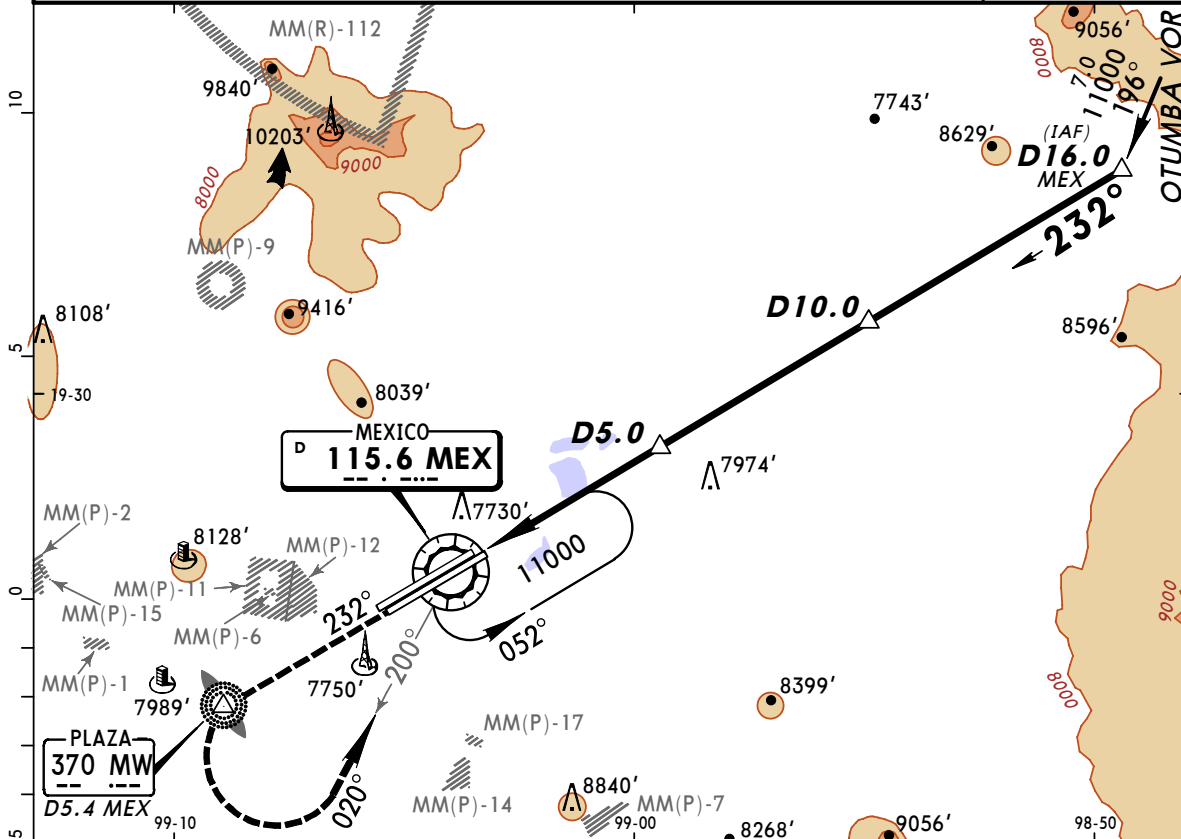 MM(R)-112
9056'
8000
7.0
11000
196°
OTUMBA VOR
9840'
10
7743'
10203'
8629'
(IAF)
D16.0
MEX
9000
8000
232°
MM(P)-9
D10.0
9416'
8108'
8596'
5
19-30
8039'
D5.0
MEXICO
D 115.6 MEX
7974'
7730'
MM(P)-2
8128'
MM(P)-12
11000
MM(P)-11
0
MM(P)-15
9000
232°
MM(P)-6
052°
200°
MM(P)-1
7750'
8399'
8000
7989'
MM(P)-17
PLAZA
370 MW
D5.4 MEX
020°
8840'
MM(P)-14
MM(P)-7
5
99-10
99-00
8268'
9056'
98-50